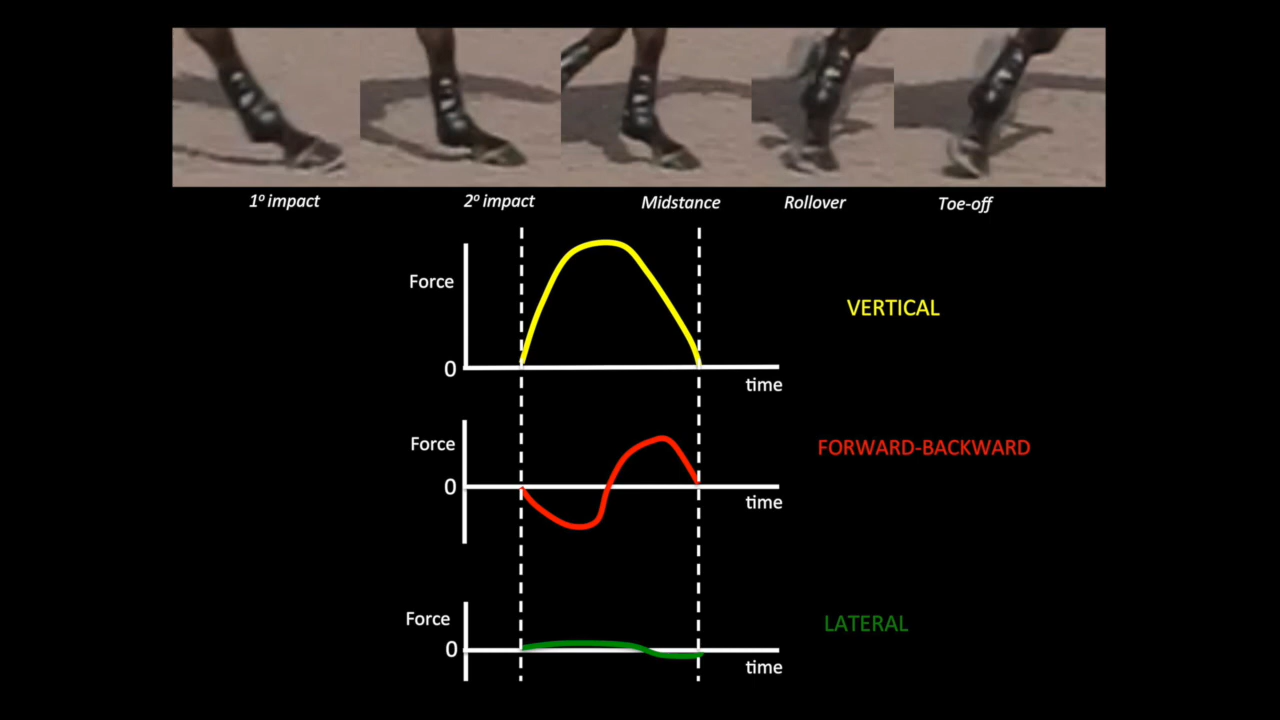 1º impact
2º impact
Midstance
Rollover
Toe-off
Force
VERTICAL
0
time
Force
FORWARD-BACKWARD
0
time
Force
LATERAL
0
time